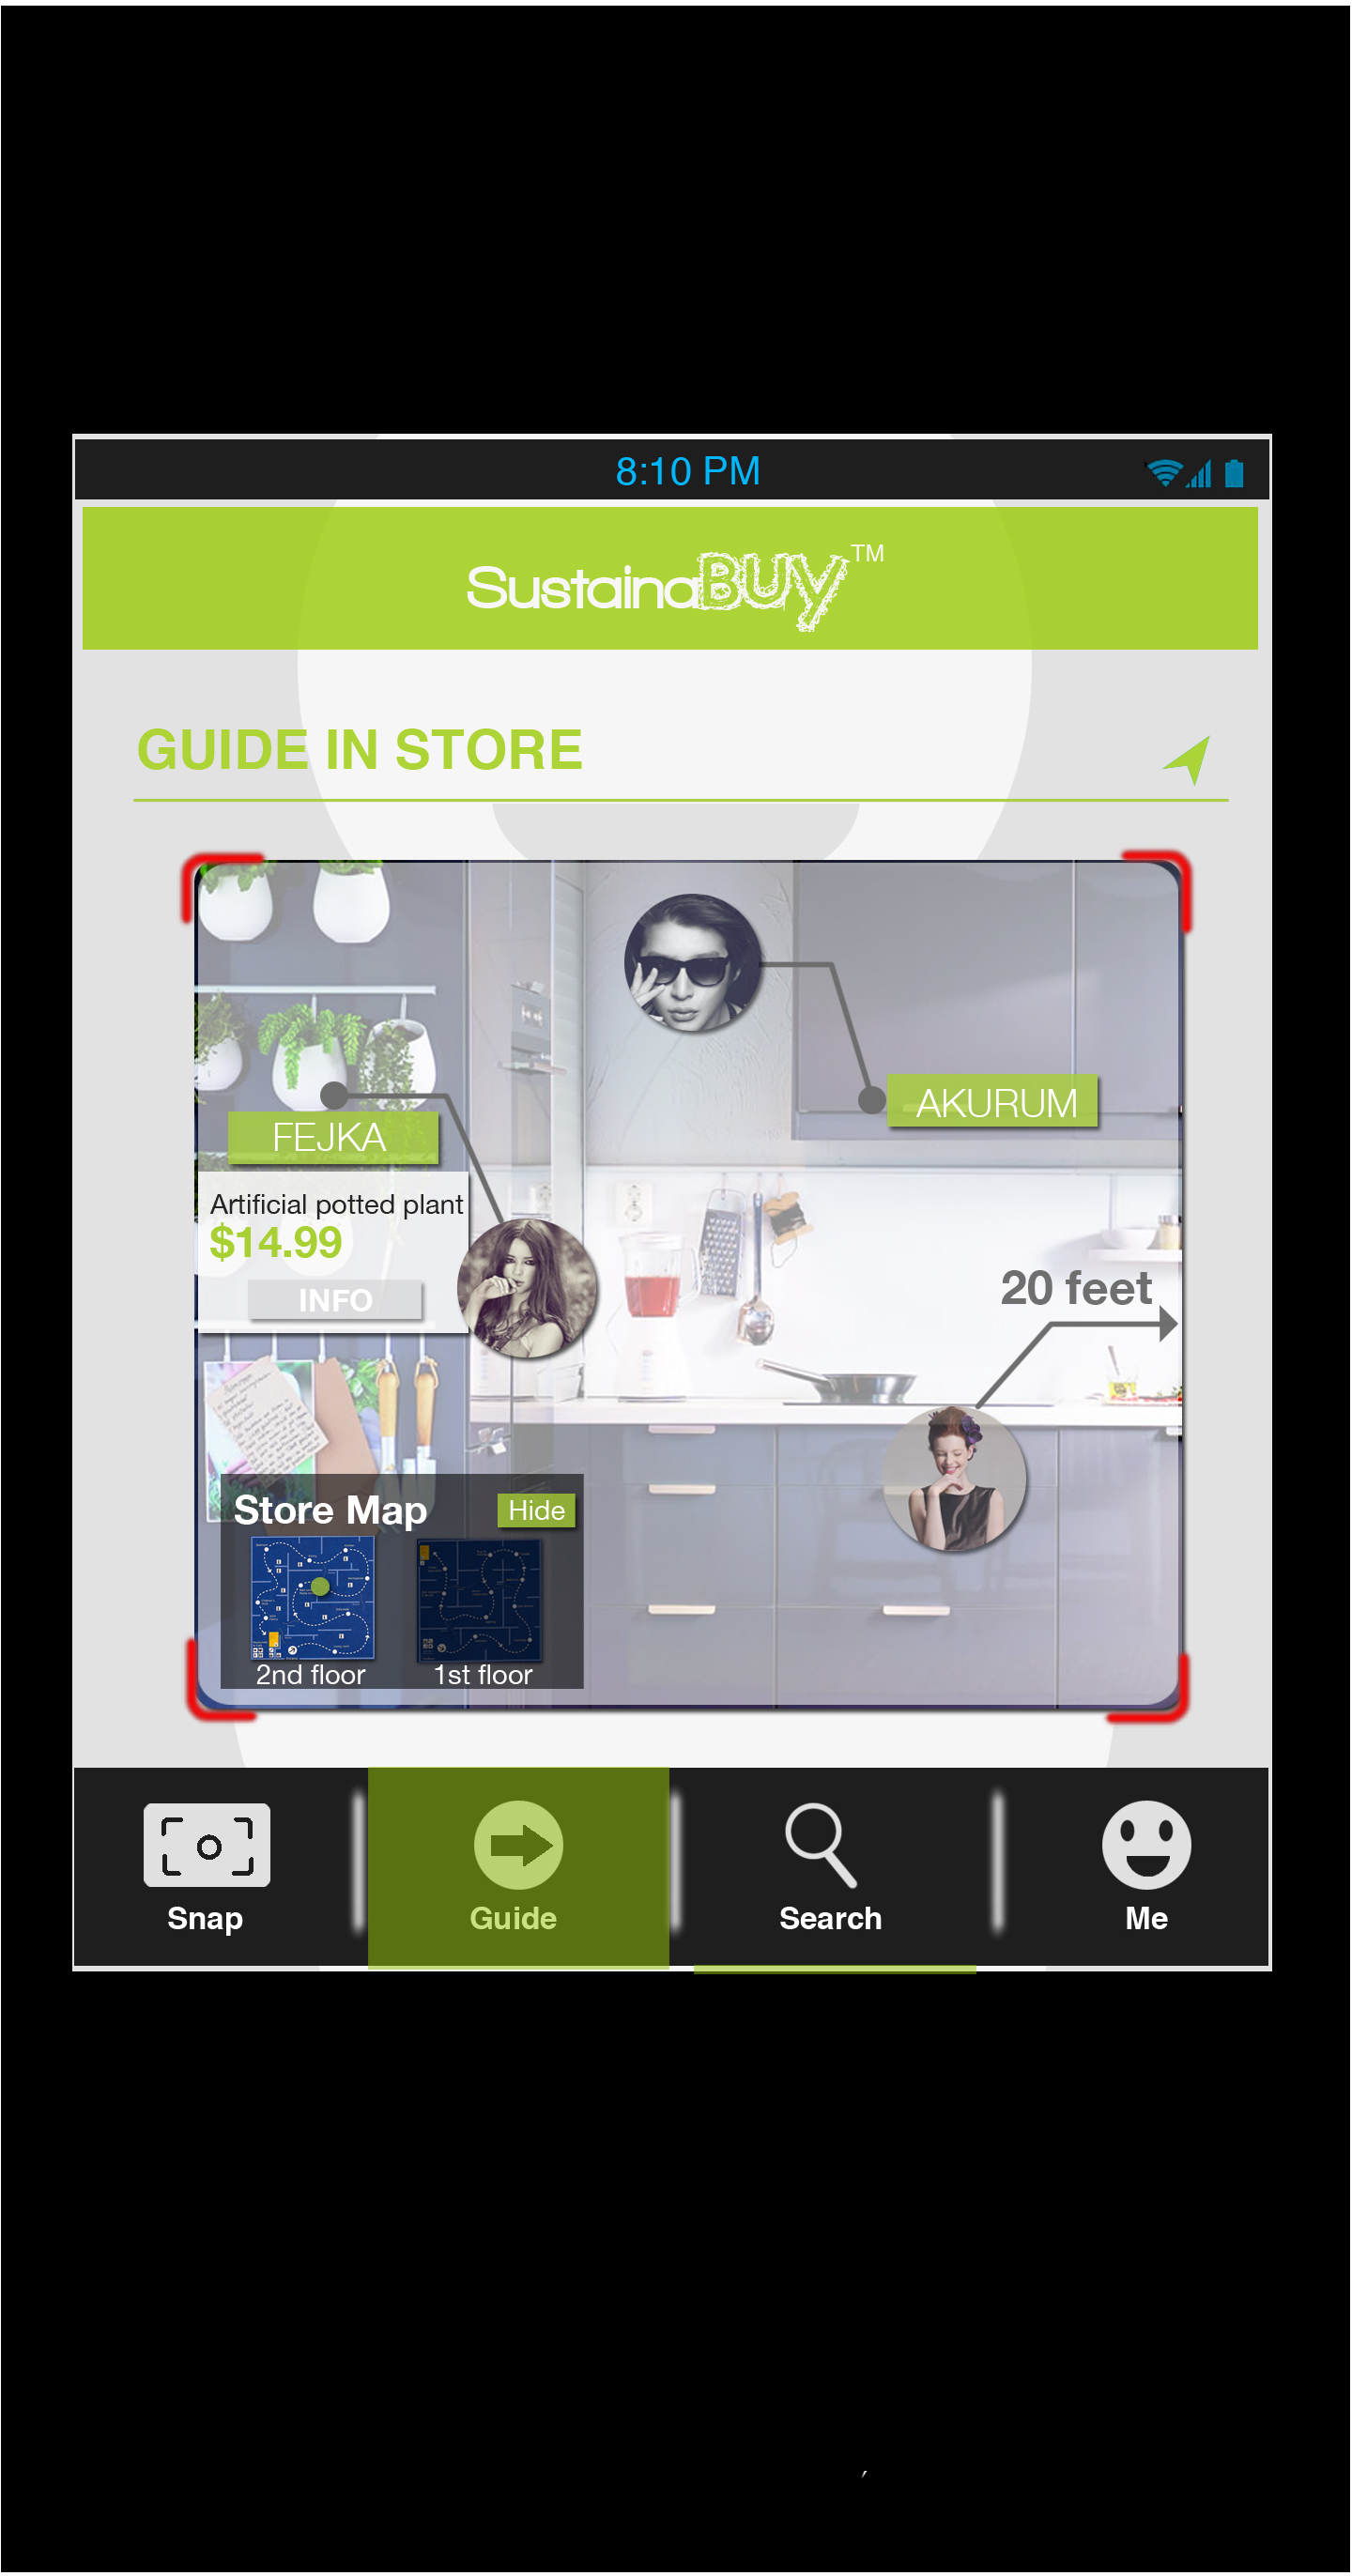 8:10 PM
SustainaBUY™
GUIDE IN STORE
AKURUM
FEJKA
Artificial potted plant
$14.99
INFO
20 feet
Store Map
Hide
2nd floor
1st floor
Snap
Guide
Search
Me